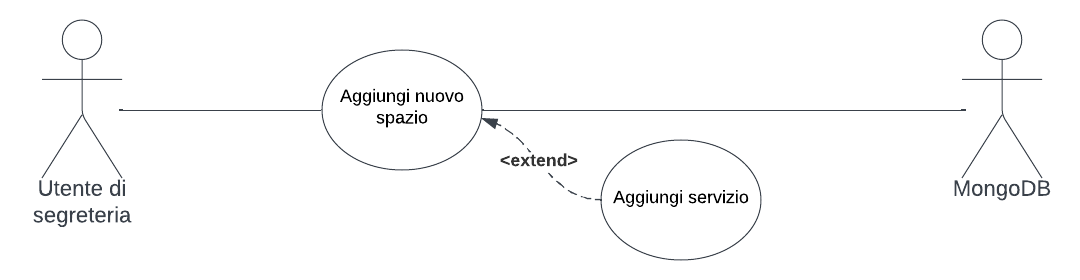 Aggiungi nuovo
spazio
<extend>
Aggiungi servizio
Utente di
segreteria
MongoDB